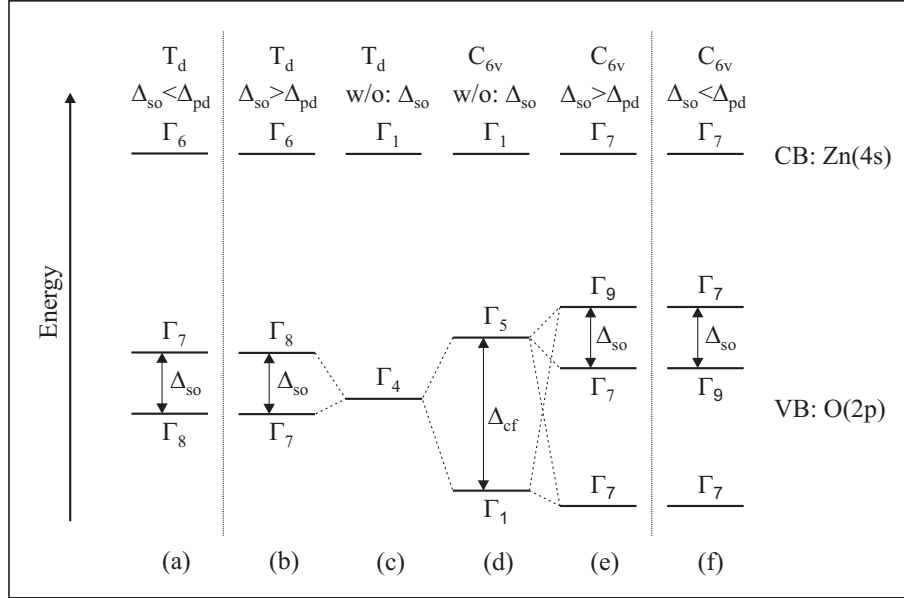 T_d T_d T_d C_6v C_6v C_6v
Δ_so<Δ_pd Δ_so>Δ_pd w/o: Δ_so w/o: Δ_so Δ_so>Δ_pd Δ_so<Δ_pd
Γ_6 Γ_6 Γ_1 Γ_1 Γ_7 Γ_7
CB: Zn(4s)
Energy
Γ_9 Γ_7
Γ_7 Γ_8 Γ_5
Δ_so Δ_so
Δ_so Δ_so Γ_4
Γ_7 Γ_9
Δ_cf VB: O(2p)
Γ_8 Γ_7
Γ_7 Γ_7
Γ_1
(a) (b) (c) (d) (e) (f)